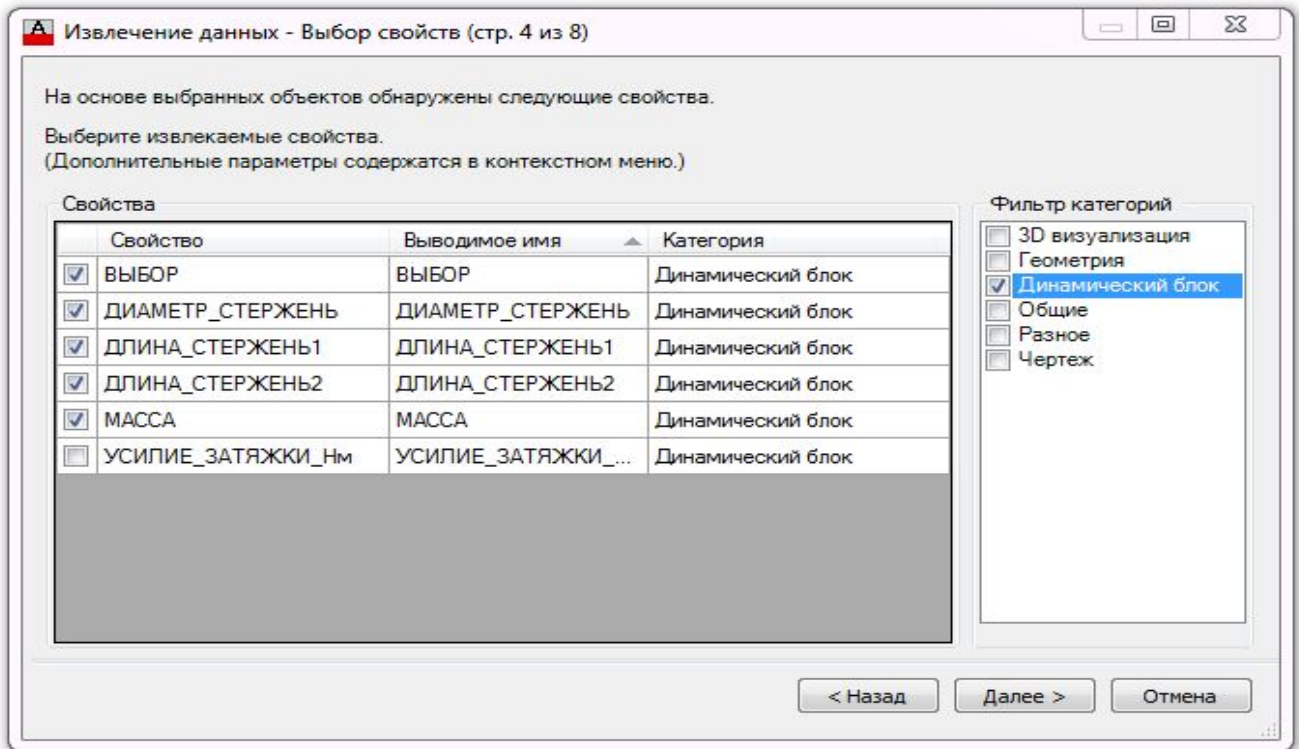 Извлечение данных - Выбор свойств (стр. 4 из 8)
На основе выбранных объектов обнаружены следующие свойства.
Выберите извлекаемые свойства.
(Дополнительные параметры содержатся в контекстном меню.)
Свойства
Свойство Выводимое имя Категория
ВЫБОР ВЫБОР Динамический блок
ДИАМЕТР_СТЕРЖЕНЬ ДИАМЕТР_СТЕРЖЕНЬ Динамический блок
ДЛИНА_СТЕРЖЕНЬ1 ДЛИНА_СТЕРЖЕНЬ1 Динамический блок
ДЛИНА_СТЕРЖЕНЬ2 ДЛИНА_СТЕРЖЕНЬ2 Динамический блок
МАССА МАССА Динамический блок
УСИЛИЕ_ЗАТЯЖКИ_Нм УСИЛИЕ_ЗАТЯЖКИ_... Динамический блок
Фильтр категорий
3D визуализация
Геометрия
Динамический блок
Общие
Разное
Чертеж
< Назад Далее > Отмена